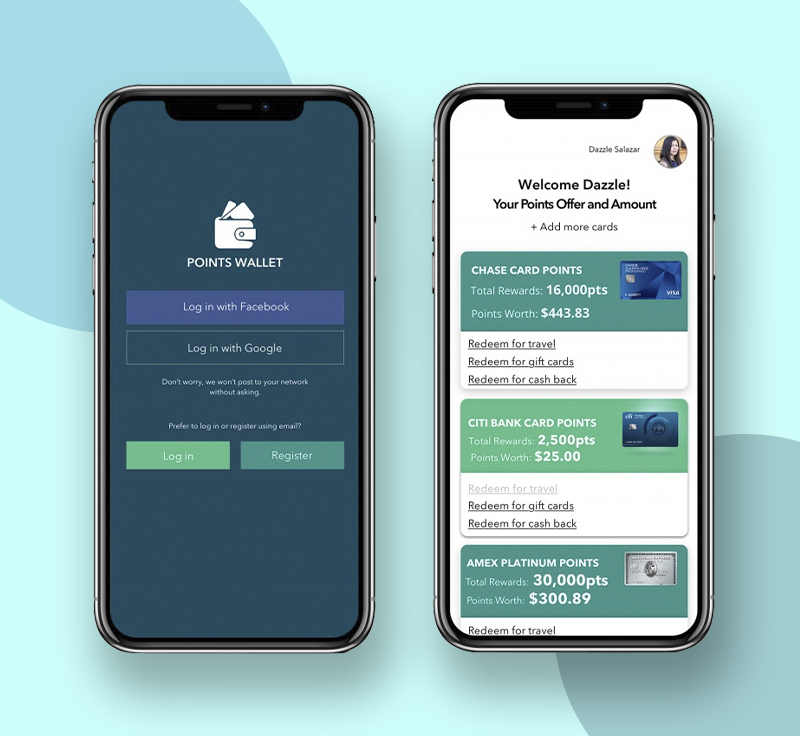 POINTS WALLET
Log in with Facebook
Log in with Google
Don't worry, we won't post to your network
without asking.
Prefer to log in or register using email?
Log in
Register
Dazzle Salazar
Welcome Dazzle!
Your Points Offer and Amount
+ Add more cards
CHASE CARD POINTS
Total Rewards: 16,000pts
Points Worth: $443.83
VISA
Redeem for travel
Redeem for gift cards
Redeem for cash back
CITI BANK CARD POINTS
Total Rewards: 2,500pts
Points Worth: $25.00
citi
Redeem for travel
Redeem for gift cards
Redeem for cash back
AMEX PLATINUM POINTS
Total Rewards: 30,000pts
Points Worth: $300.89
Redeem for travel